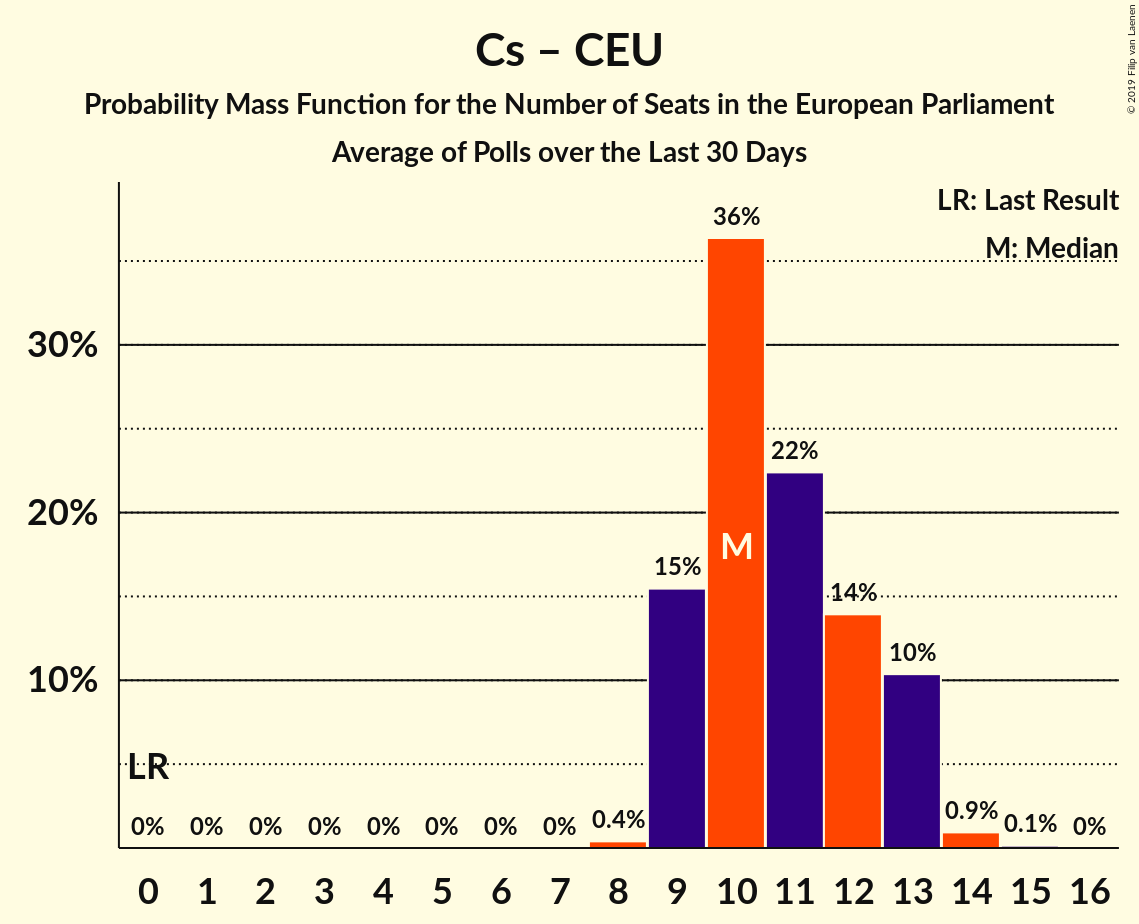 Cs – CEU
Probability Mass Function for the Number of Seats in the European Parliament
Average of Polls over the Last 30 Days
© 2019 Filip van Laenen
LR: Last Result
M: Median
36%
30%
22%
20%
M
15%
14%
10%
10%
LR
0% 0% 0% 0% 0% 0% 0% 0% 0.4% 0.9% 0.1% 0%
0 1 2 3 4 5 6 7 8 9 10 11 12 13 14 15 16